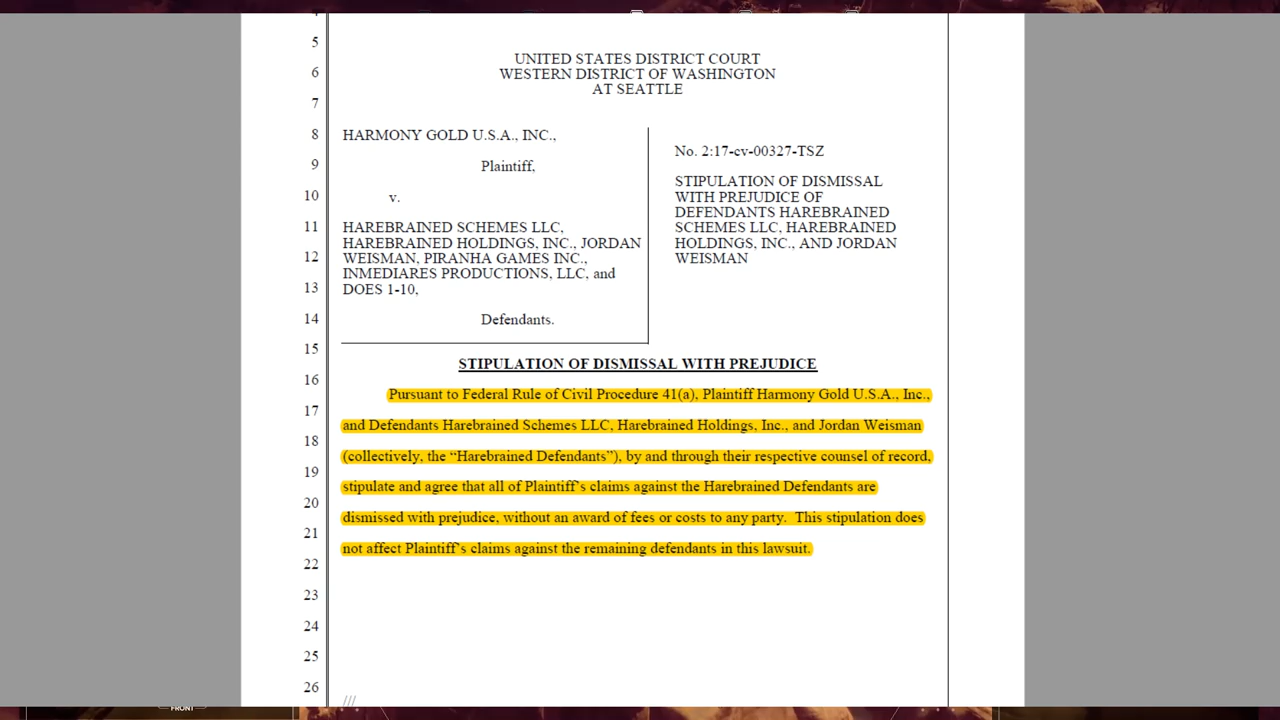 5
UNITED STATES DISTRICT COURT
6
WESTERN DISTRICT OF WASHINGTON
AT SEATTLE
7
8
HARMONY GOLD U.S.A., INC.,
9
Plaintiff,
10
v.
11
HAREBRAINED SCHEMES LLC,
HAREBRAINED HOLDINGS, INC., JORDAN
12
WEISMAN, PIRANHA GAMES INC.,
INMEDIARES PRODUCTIONS, LLC, and
13
DOES 1-10,
14
Defendants.
No. 2:17-cv-00327-TSZ
STIPULATION OF DISMISSAL
WITH PREJUDICE OF
DEFENDANTS HAREBRAINED
SCHEMES LLC, HAREBRAINED
HOLDINGS, INC., AND JORDAN
WEISMAN
15
STIPULATION OF DISMISSAL WITH PREJUDICE
16
Pursuant to Federal Rule of Civil Procedure 41(a), Plaintiff Harmony Gold U.S.A., Inc.,
17
and Defendants Harebrained Schemes LLC, Harebrained Holdings, Inc., and Jordan Weisman
18
(collectively, the “Harebrained Defendants”), by and through their respective counsel of record,
19
stipulate and agree that all of Plaintiff’s claims against the Harebrained Defendants are
20
dismissed with prejudice, without an award of fees or costs to any party.  This stipulation does
21
not affect Plaintiff’s claims against the remaining defendants in this lawsuit.
22
23
24
25
26
///
FRONT